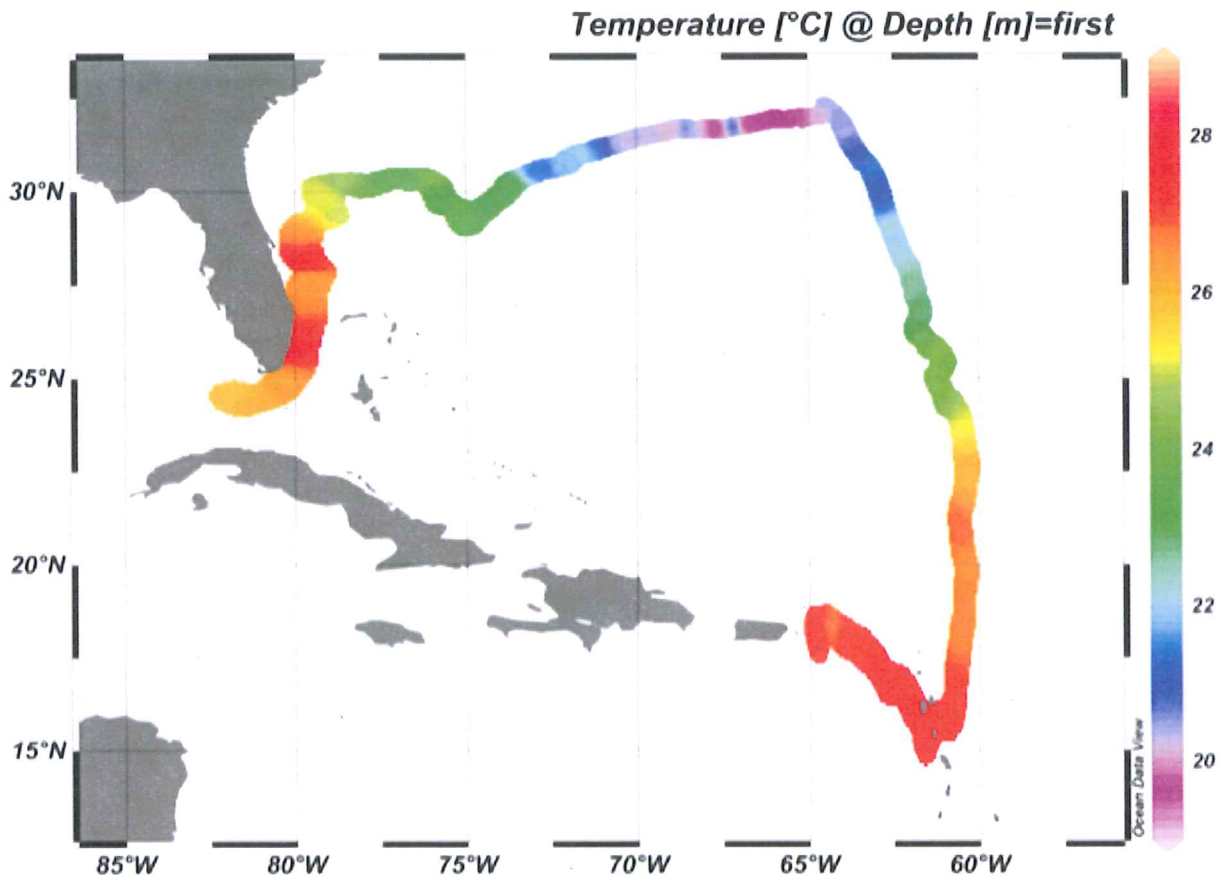 Temperature [°C] @ Depth [m]=first
30°N
25°N
20°N
15°N
85°W
80°W
75°W
70°W
65°W
60°W
28
26
24
22
20
Ocean Data View